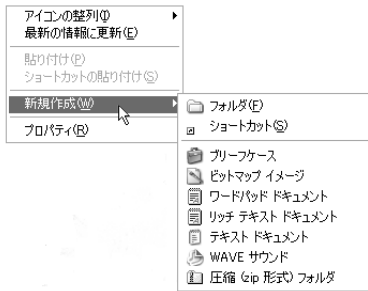 アイコンの整列(I)
最新の情報に更新(E)
貼り付け(P)
ショートカットの貼り付け(S)
新規作成(W)
プロパティ(R)
フォルダ(F)
ショートカット(S)
ブリーフケース
ビットマップ イメージ
ワードパッド ドキュメント
リッチ テキスト ドキュメント
テキスト ドキュメント
WAVE サウンド
圧縮 (zip 形式) フォルダ